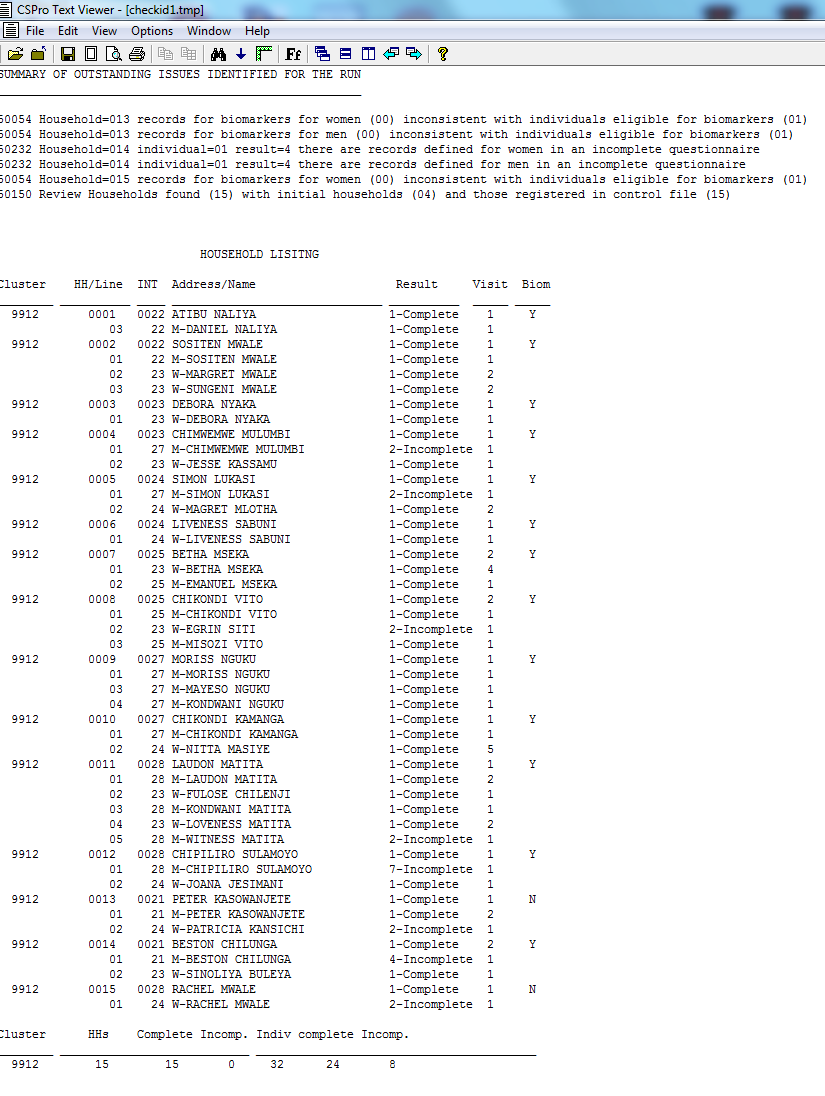 CSPro Text Viewer - [checkid1.tmp]
File Edit View Options Window Help
Ff ?
SUMMARY OF OUTSTANDING ISSUES IDENTIFIED FOR THE RUN
50054 Household=013 records for biomarkers for women (00) inconsistent with individuals eligible for biomarkers (01)
50054 Household=013 records for biomarkers for men (00) inconsistent with individuals eligible for biomarkers (01)
50232 Household=014 individual=01 result=4 there are records defined for women in an incomplete questionnaire
50232 Household=014 individual=01 result=4 there are records defined for men in an incomplete questionnaire
50054 Household=015 records for biomarkers for women (00) inconsistent with individuals eligible for biomarkers (01)
50150 Review Households found (15) with initial households (04) and those registered in control file (15)
HOUSEHOLD LISITNG
Cluster HH/Line INT Address/Name Result Visit Biom
9912 0001 0022 ATIBU NALIYA 1-Complete 1 Y
03 22 M-DANIEL NALIYA 1-Complete 1
9912 0002 0022 SOSITEN MWALE 1-Complete 1 Y
01 22 M-SOSITEN MWALE 1-Complete 1
02 23 W-MARGRET MWALE 1-Complete 2
03 23 W-SUNGENI MWALE 1-Complete 2
9912 0003 0023 DEBORA NYAKA 1-Complete 1 Y
01 23 W-DEBORA NYAKA 1-Complete 1
9912 0004 0023 CHIMWEMWE MULUMBI 1-Complete 1 Y
01 27 M-CHIMWEMWE MULUMBI 2-Incomplete 1
02 23 W-JESSE KASSAMU 1-Complete 1
9912 0005 0024 SIMON LUKASI 1-Complete 1 Y
01 27 M-SIMON LUKASI 2-Incomplete 1
02 24 W-MAGRET MLOTHA 1-Complete 2
9912 0006 0024 LIVENESS SABUNI 1-Complete 1 Y
01 24 W-LIVENESS SABUNI 1-Complete 1
9912 0007 0025 BETHA MSEKA 1-Complete 2 Y
01 23 W-BETHA MSEKA 1-Complete 4
02 25 M-EMANUEL MSEKA 1-Complete 1
9912 0008 0025 CHIKONDI VITO 1-Complete 2 Y
01 25 M-CHIKONDI VITO 1-Complete 1
02 23 W-EGRIN SITI 2-Incomplete 1
03 25 M-MISOZI VITO 1-Complete 1
9912 0009 0027 MORISS NGUKU 1-Complete 1 Y
01 27 M-MORISS NGUKU 1-Complete 1
03 27 M-MAYESO NGUKU 1-Complete 1
04 27 M-KONDWANI NGUKU 1-Complete 1
9912 0010 0027 CHIKONDI KAMANGA 1-Complete 1 Y
01 27 M-CHIKONDI KAMANGA 1-Complete 1
02 24 W-NITTA MASIYE 1-Complete 5
9912 0011 0028 LAUDON MATITA 1-Complete 1 Y
01 28 M-LAUDON MATITA 1-Complete 2
02 23 W-FULOSE CHILENJI 1-Complete 1
03 28 M-KONDWANI MATITA 1-Complete 1
04 23 W-LOVENESS MATITA 1-Complete 2
05 28 M-WITNESS MATITA 2-Incomplete 1
9912 0012 0028 CHIPILIRO SULAMOYO 1-Complete 1 Y
01 28 M-CHIPILIRO SULAMOYO 7-Incomplete 1
02 24 W-JOANA JESIMANI 1-Complete 1
9912 0013 0021 PETER KASOWANJETE 1-Complete 1 N
01 21 M-PETER KASOWANJETE 1-Complete 2
02 24 W-PATRICIA KANSICHI 2-Incomplete 1
9912 0014 0021 BESTON CHILUNGA 1-Complete 2 Y
01 21 M-BESTON CHILUNGA 4-Incomplete 1
02 23 W-SINOLIYA BULEYA 1-Complete 1
9912 0015 0028 RACHEL MWALE 1-Complete 1 N
01 24 W-RACHEL MWALE 2-Incomplete 1
Cluster HHs Complete Incomp. Indiv complete Incomp.
9912 15 15 0 32 24 8